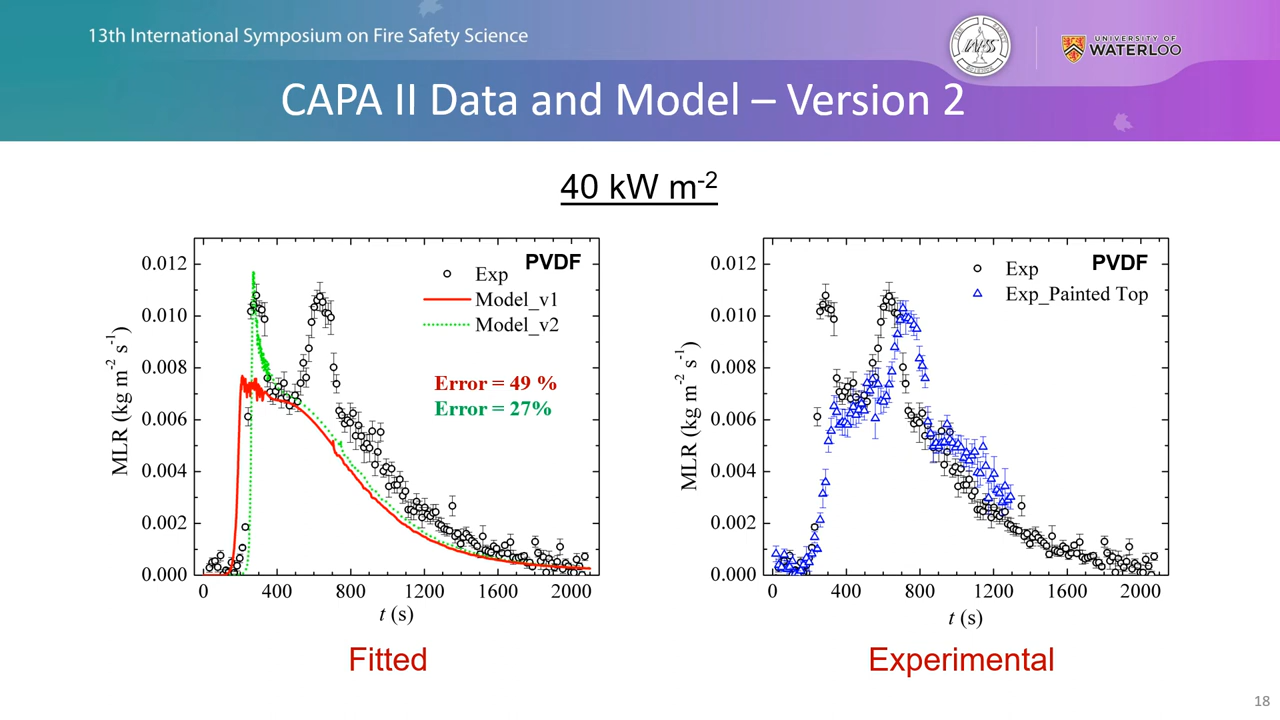 13th International Symposium on Fire Safety Science
UNIVERSITY OF
WATERLOO
CAPA II Data and Model – Version 2
40 kW m-2
PVDF
Exp
Model_v1
Model_v2
Error = 49 %
Error = 27%
0.012
0.010
0.008
0.006
0.004
0.002
0.000
MLR (kg m-2 s-1)
0 400 800 1200 1600 2000
t (s)
Fitted
PVDF
Exp
Exp_Painted Top
0.012
0.010
0.008
0.006
0.004
0.002
0.000
MLR (kg m-2 s-1)
0 400 800 1200 1600 2000
t (s)
Experimental
18